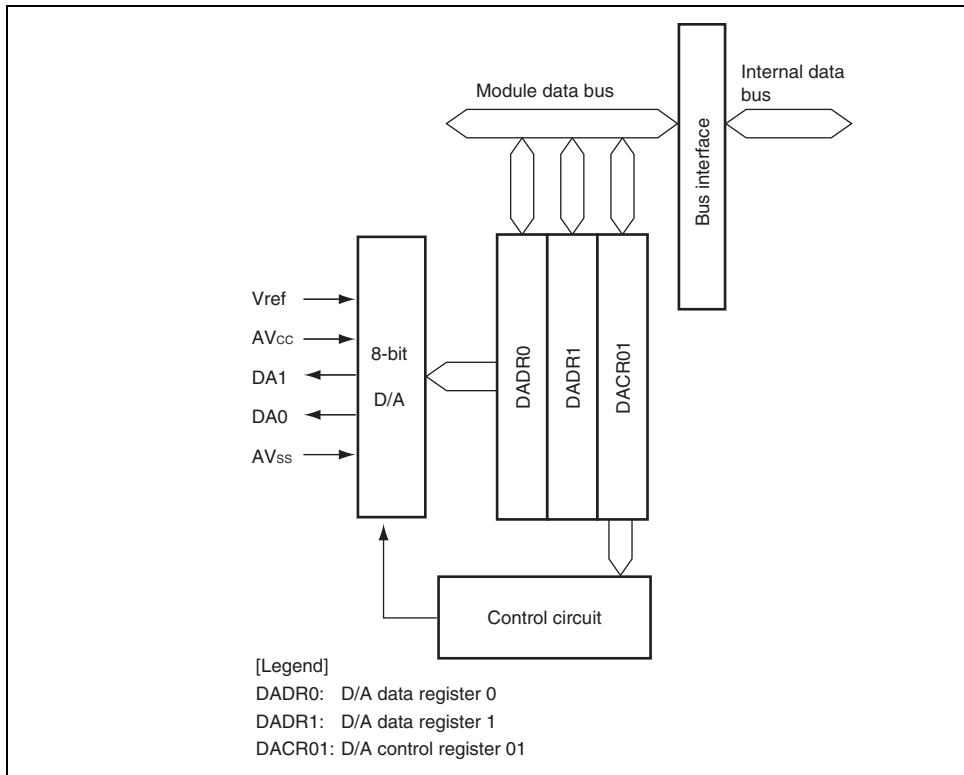 Module data bus
Internal data
bus
Bus interface
Vref
AVCC
DA1
DA0
AVSS
8-bit
D/A
DADR0
DADR1
DACR01
Control circuit
[Legend]
DADR0: D/A data register 0
DADR1: D/A data register 1
DACR01: D/A control register 01